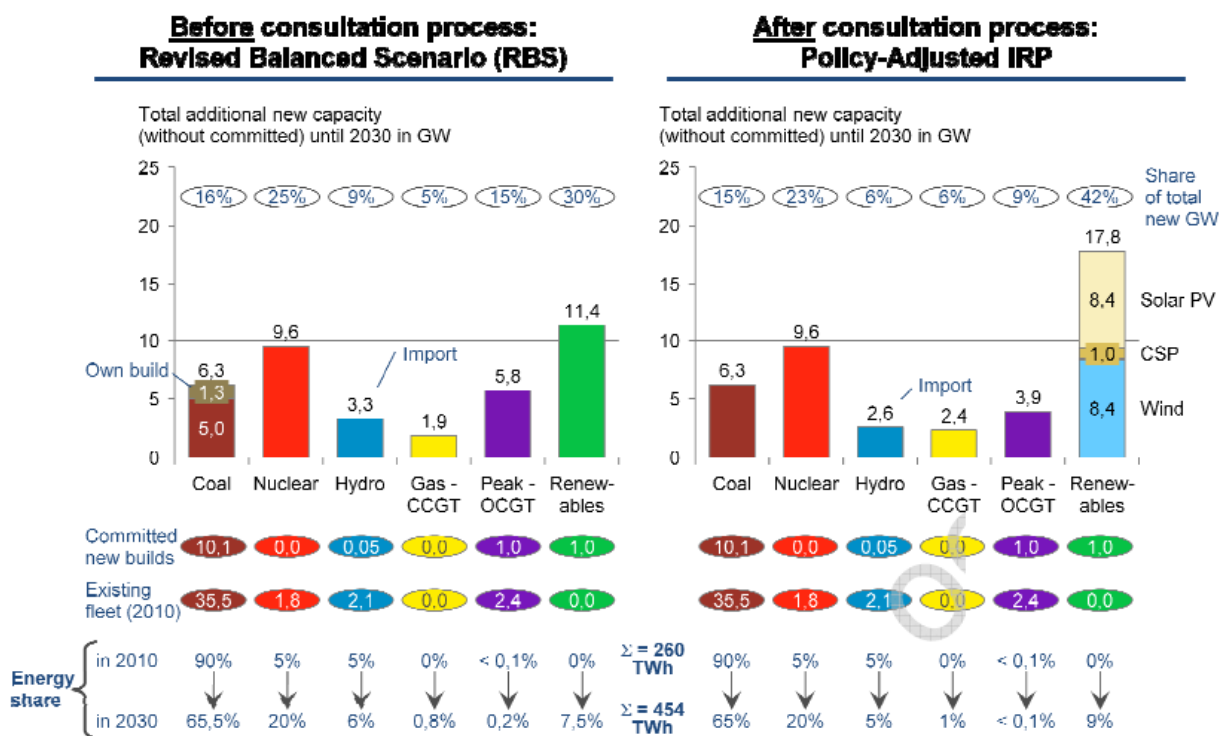 Before consultation process:
Revised Balanced Scenario (RBS)
After consultation process:
Policy-Adjusted IRP
Total additional new capacity
(without committed) until 2030 in GW
25
20
15
10
5
0
16% 25% 9% 5% 15% 30%
Own build
6,3
1,3
5,0
9,6
3,3
Import
1,9
5,8
11,4
Coal Nuclear Hydro Gas - CCGT Peak - OCGT Renew- ables
Total additional new capacity
(without committed) until 2030 in GW
25
20
15
10
5
0
15% 23% 6% 6% 9% 42%
Share
of total
new GW
6,3
9,6
2,6
Import
2,4
3,9
17,8
8,4
Solar PV
1,0
CSP
8,4
Wind
Coal Nuclear Hydro Gas - CCGT Peak - OCGT Renew- ables
Committed
new builds
10,1 0,0 0,05 0,0 1,0 1,0
10,1 0,0 0,05 0,0 1,0 1,0
Existing
fleet (2010)
35,5 1,8 2,1 0,0 2,4 0,0
35,5 1,8 2,1 0,0 2,4 0,0
Energy
share
in 2010 90% 5% 5% 0% < 0,1% 0%
Σ = 260
TWh
90% 5% 5% 0% < 0,1% 0%
in 2030 65,5% 20% 6% 0,8% 0,2% 7,5%
Σ = 454
TWh
65% 20% 5% 1% < 0,1% 9%